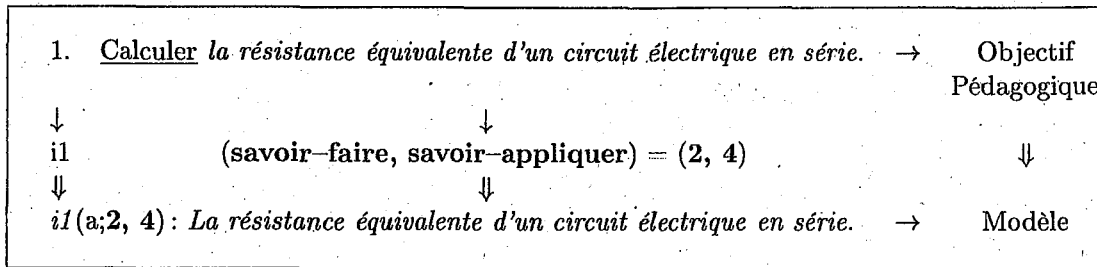 1. Calculer la résistance équivalente d'un circuit électrique en série. → Objectif
Pédagogique
↓ ↓
i1 (savoir–faire, savoir–appliquer) = (2, 4) ⇓
⇓ ⇓
i1(a;2, 4) : La résistance équivalente d'un circuit électrique en série. → Modèle